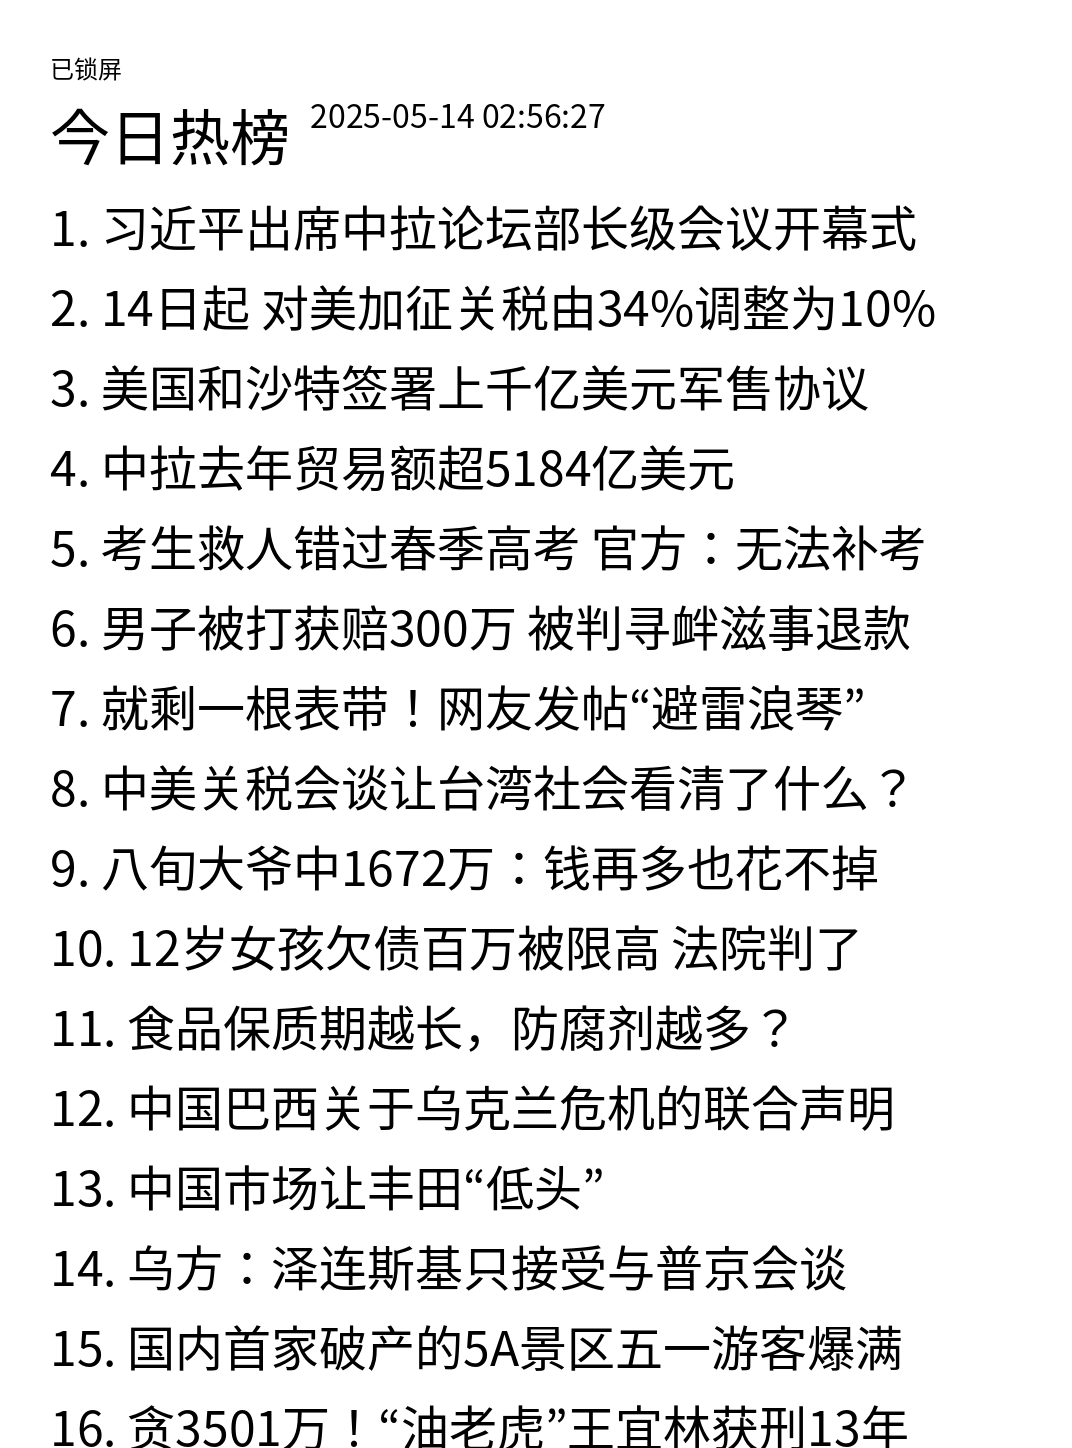 已锁屏
今日热榜 2025-05-14 02:56:27
1. 习近平出席中拉论坛部长级会议开幕式
2. 14日起 对美加征关税由34%调整为10%
3. 美国和沙特签署上千亿美元军售协议
4. 中拉去年贸易额超5184亿美元
5. 考生救人错过春季高考 官方：无法补考
6. 男子被打获赔300万 被判寻衅滋事退款
7. 就剩一根表带！网友发帖“避雷浪琴”
8. 中美关税会谈让台湾社会看清了什么？
9. 八旬大爷中1672万：钱再多也花不掉
10. 12岁女孩欠债百万被限高 法院判了
11. 食品保质期越长，防腐剂越多？
12. 中国巴西关于乌克兰危机的联合声明
13. 中国市场让丰田“低头”
14. 乌方：泽连斯基只接受与普京会谈
15. 国内首家破产的5A景区五一游客爆满
16. 贪3501万！“油老虎”王宜林获刑13年